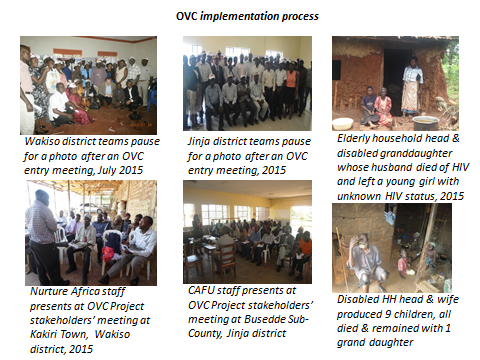 OVC implementation process
Wakiso district teams pause
for a photo after an OVC
entry meeting, July 2015
Jinja district teams pause
for a photo after an OVC
entry meeting, 2015
Elderly household head &
disabled granddaughter
whose husband died of HIV
and left a young girl with
unknown HIV status, 2015
Nurture Africa staff
presents at OVC Project
stakeholders’ meeting at
Kakiri Town, Wakiso
district, 2015
CAFU staff presents at
OVC Project stakeholders’
meeting at Busedde Sub-
County, Jinja district
Disabled HH head & wife
produced 9 children, all
died & remained with 1
grand daughter